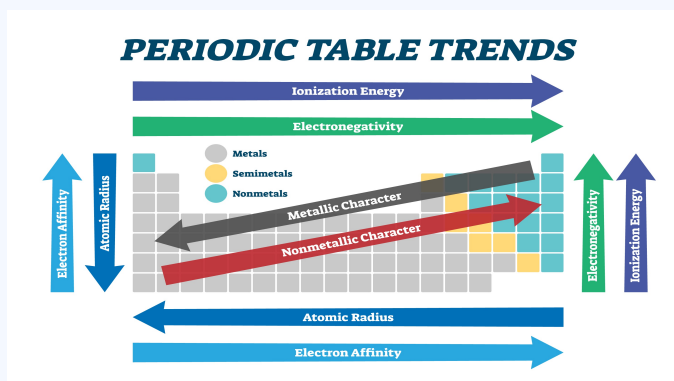 PERIODIC TABLE TRENDS
Ionization Energy
Electronegativity
Metals
Semimetals
Nonmetals
Electron Affinity
Atomic Radius
Metallic Character
Nonmetallic Character
Electronegativity
Ionization Energy
Atomic Radius
Electron Affinity